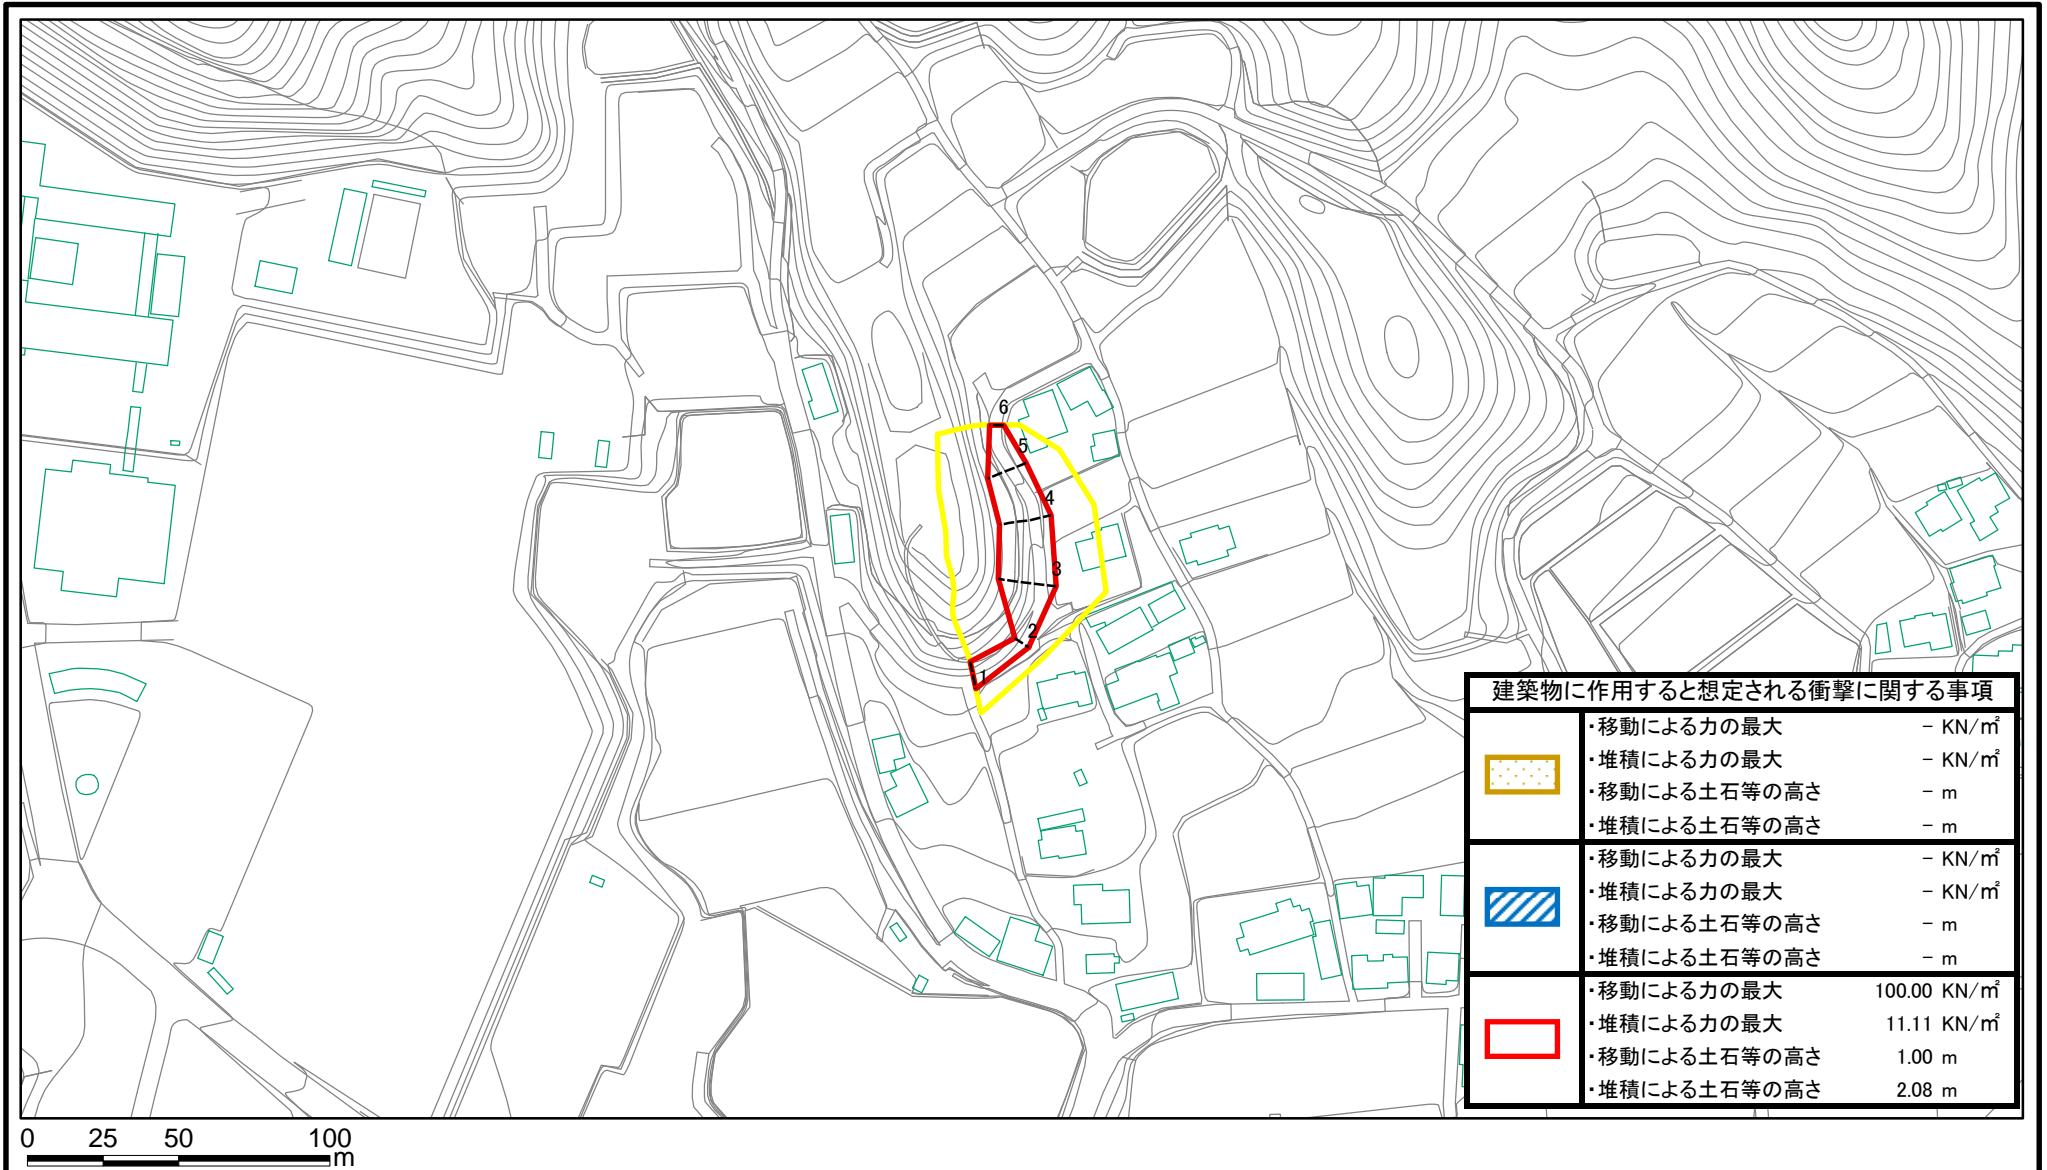 6
5
4
3
2
1
建築物に作用すると想定される衝撃に関する事項
・移動による力の最大 － KN/㎡
・堆積による力の最大 － KN/㎡
・移動による土石等の高さ － m
・堆積による土石等の高さ － m
・移動による力の最大 － KN/㎡
・堆積による力の最大 － KN/㎡
・移動による土石等の高さ － m
・堆積による土石等の高さ － m
・移動による力の最大 100.00 KN/㎡
・堆積による力の最大 11.11 KN/㎡
・移動による土石等の高さ 1.00 m
・堆積による土石等の高さ 2.08 m
0 25 50 100
m